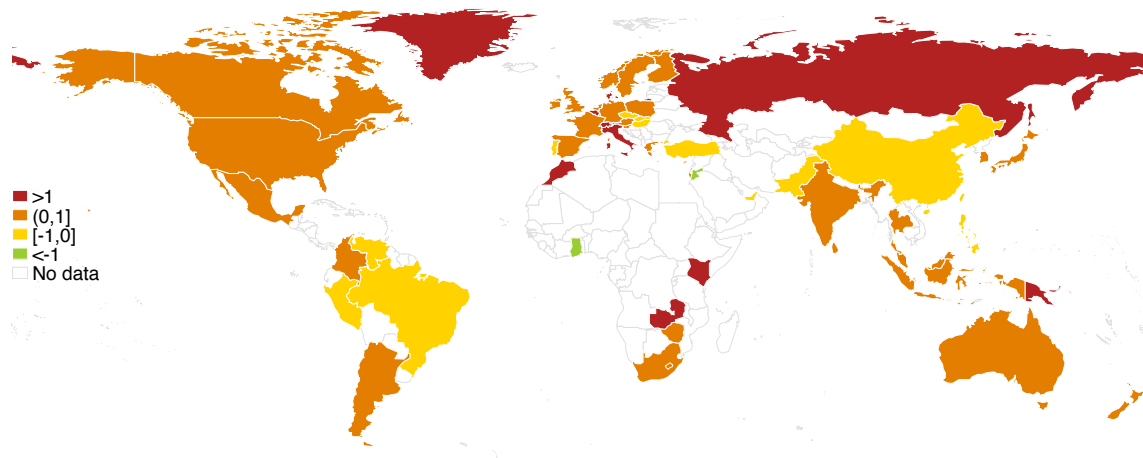 >1
(0,1]
[-1,0]
<-1
No data